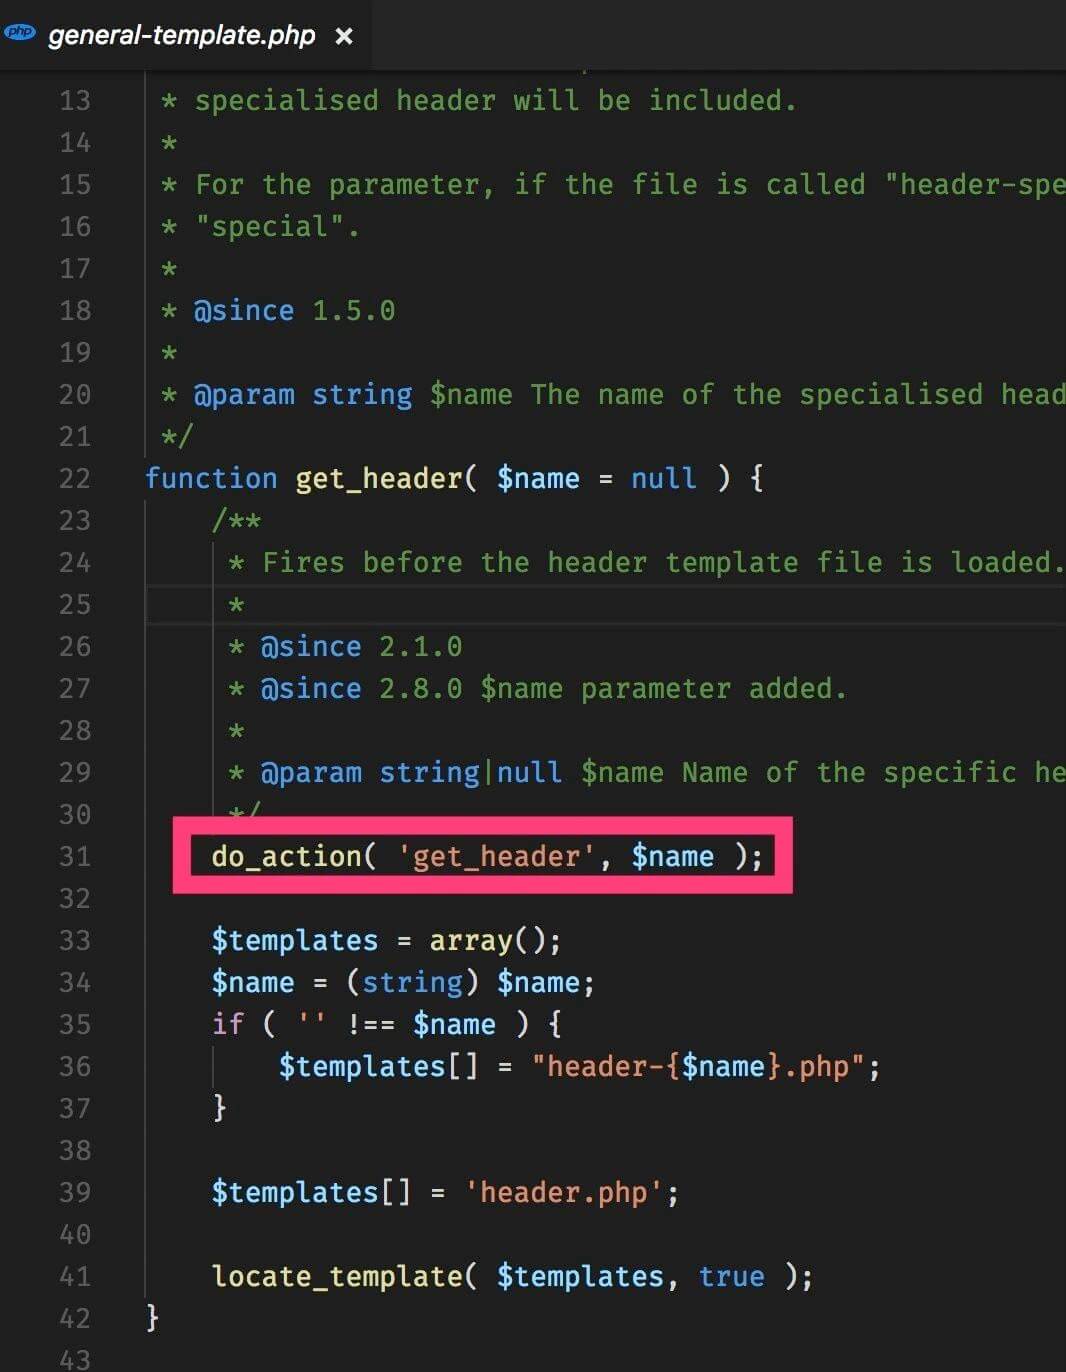 php general-template.php ×
13 * specialised header will be included.
14 *
15 * For the parameter, if the file is called "header-spe
16 * "special".
17 *
18 * @since 1.5.0
19 *
20 * @param string $name The name of the specialised head
21 */
22 function get_header( $name = null ) {
23 /**
24 * Fires before the header template file is loaded.
25 *
26 * @since 2.1.0
27 * @since 2.8.0 $name parameter added.
28 *
29 * @param string|null $name Name of the specific he
30 */
31 do_action( 'get_header', $name );
32
33 $templates = array();
34 $name = (string) $name;
35 if ( '' !== $name ) {
36 $templates[] = "header-{$name}.php";
37 }
38
39 $templates[] = 'header.php';
40
41 locate_template( $templates, true );
42 }
43